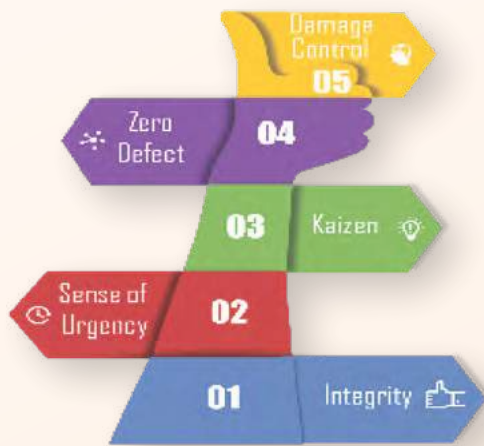 Damage
Control
05
Zero
Defect
04
03
Kaizen
Sense of
Urgency
02
01
Integrity